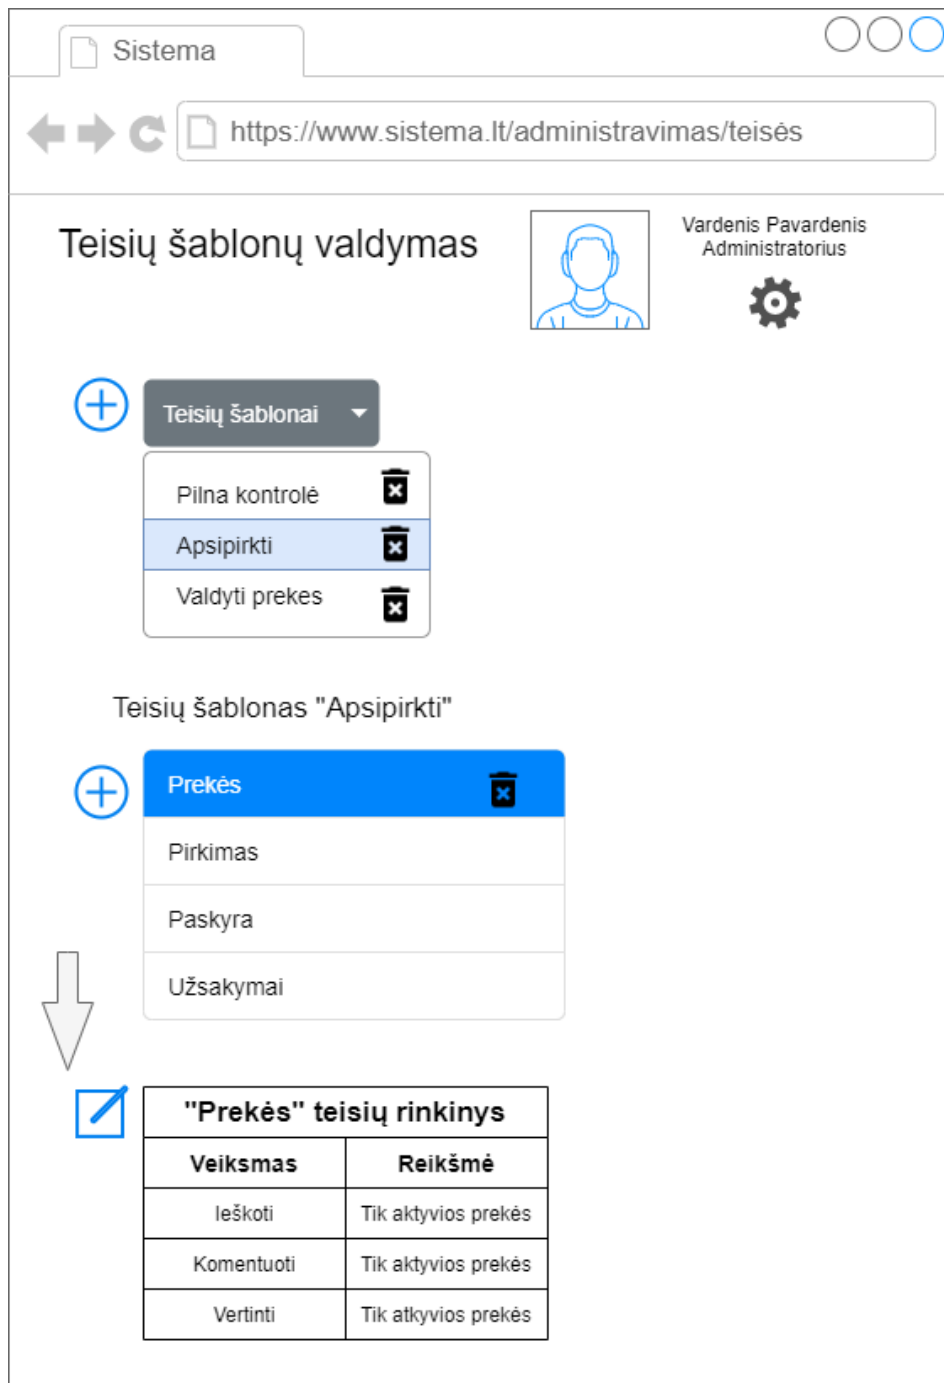 Sistema
https://www.sistema.lt/administravimas/teisės
Teisių šablonų valdymas
Vardenis Pavardenis
Administratorius
Teisių šablonai
Pilna kontrolė
Apsipirkti
Valdyti prekes
Teisių šablonas "Apsipirkti"
Prekės
Pirkimas
Paskyra
Užsakymai
"Prekės" teisių rinkinys
Veiksmas Reikšmė
Ieškoti Tik aktyvios prekės
Komentuoti Tik aktyvios prekės
Vertinti Tik atkyvios prekės